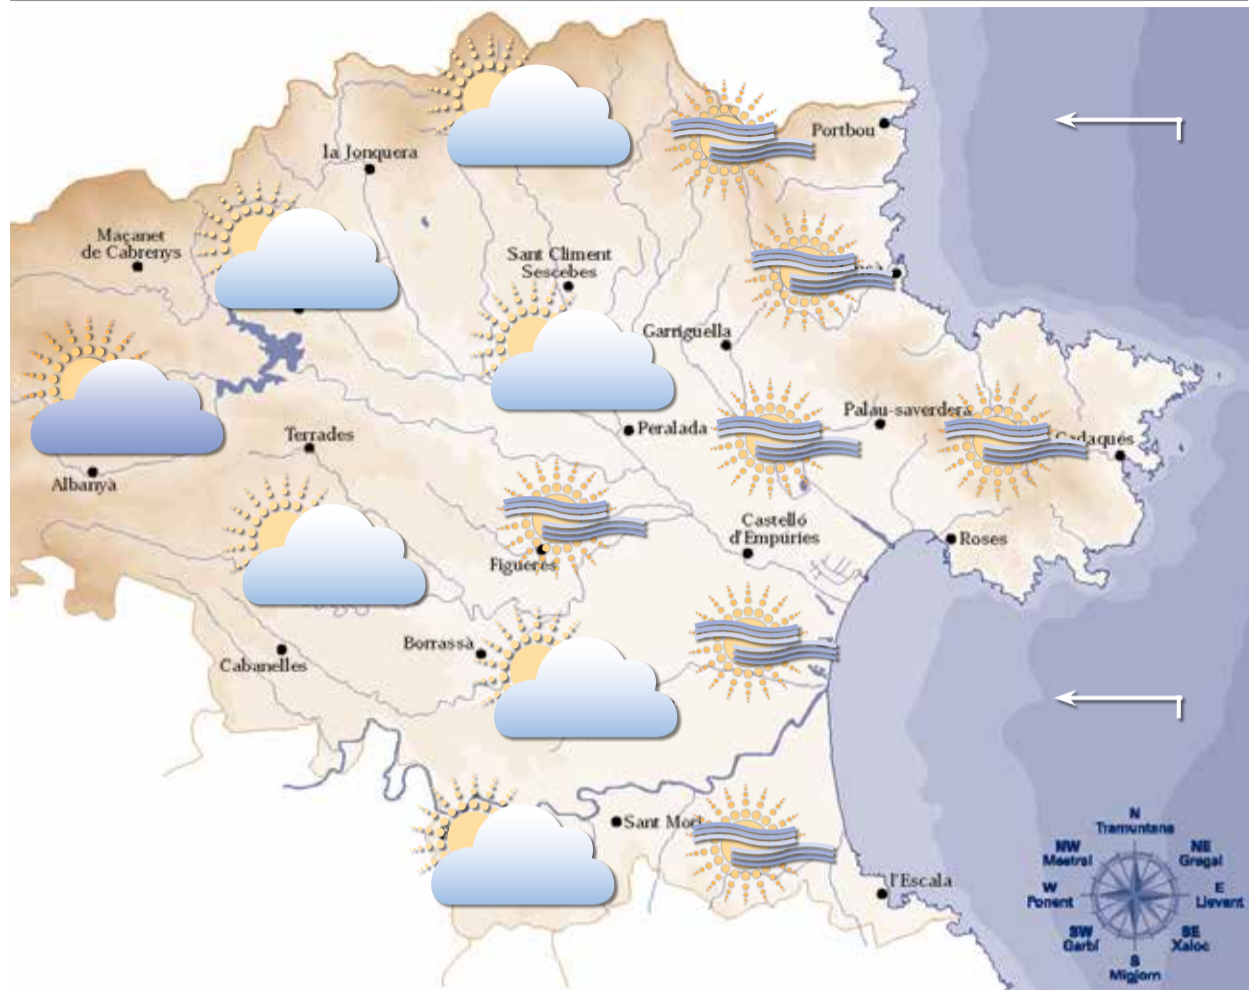 Portbou
la Jonquera
Maçanet
de Cabrenys
Sant Climent
Sescebes
Garriguella
Palau-saverdera
Peralada
Terrades
Cadaqués
Albanyà
Castelló
d'Empúries
Roses
Figueres
Borrassà
Cabanelles
Sant Mori
l'Escala
N
Tramuntana
NW
Mestral
NE
Gregal
W
Ponent
E
Llevant
SW
Garbí
SE
Xaloc
S
Migjorn